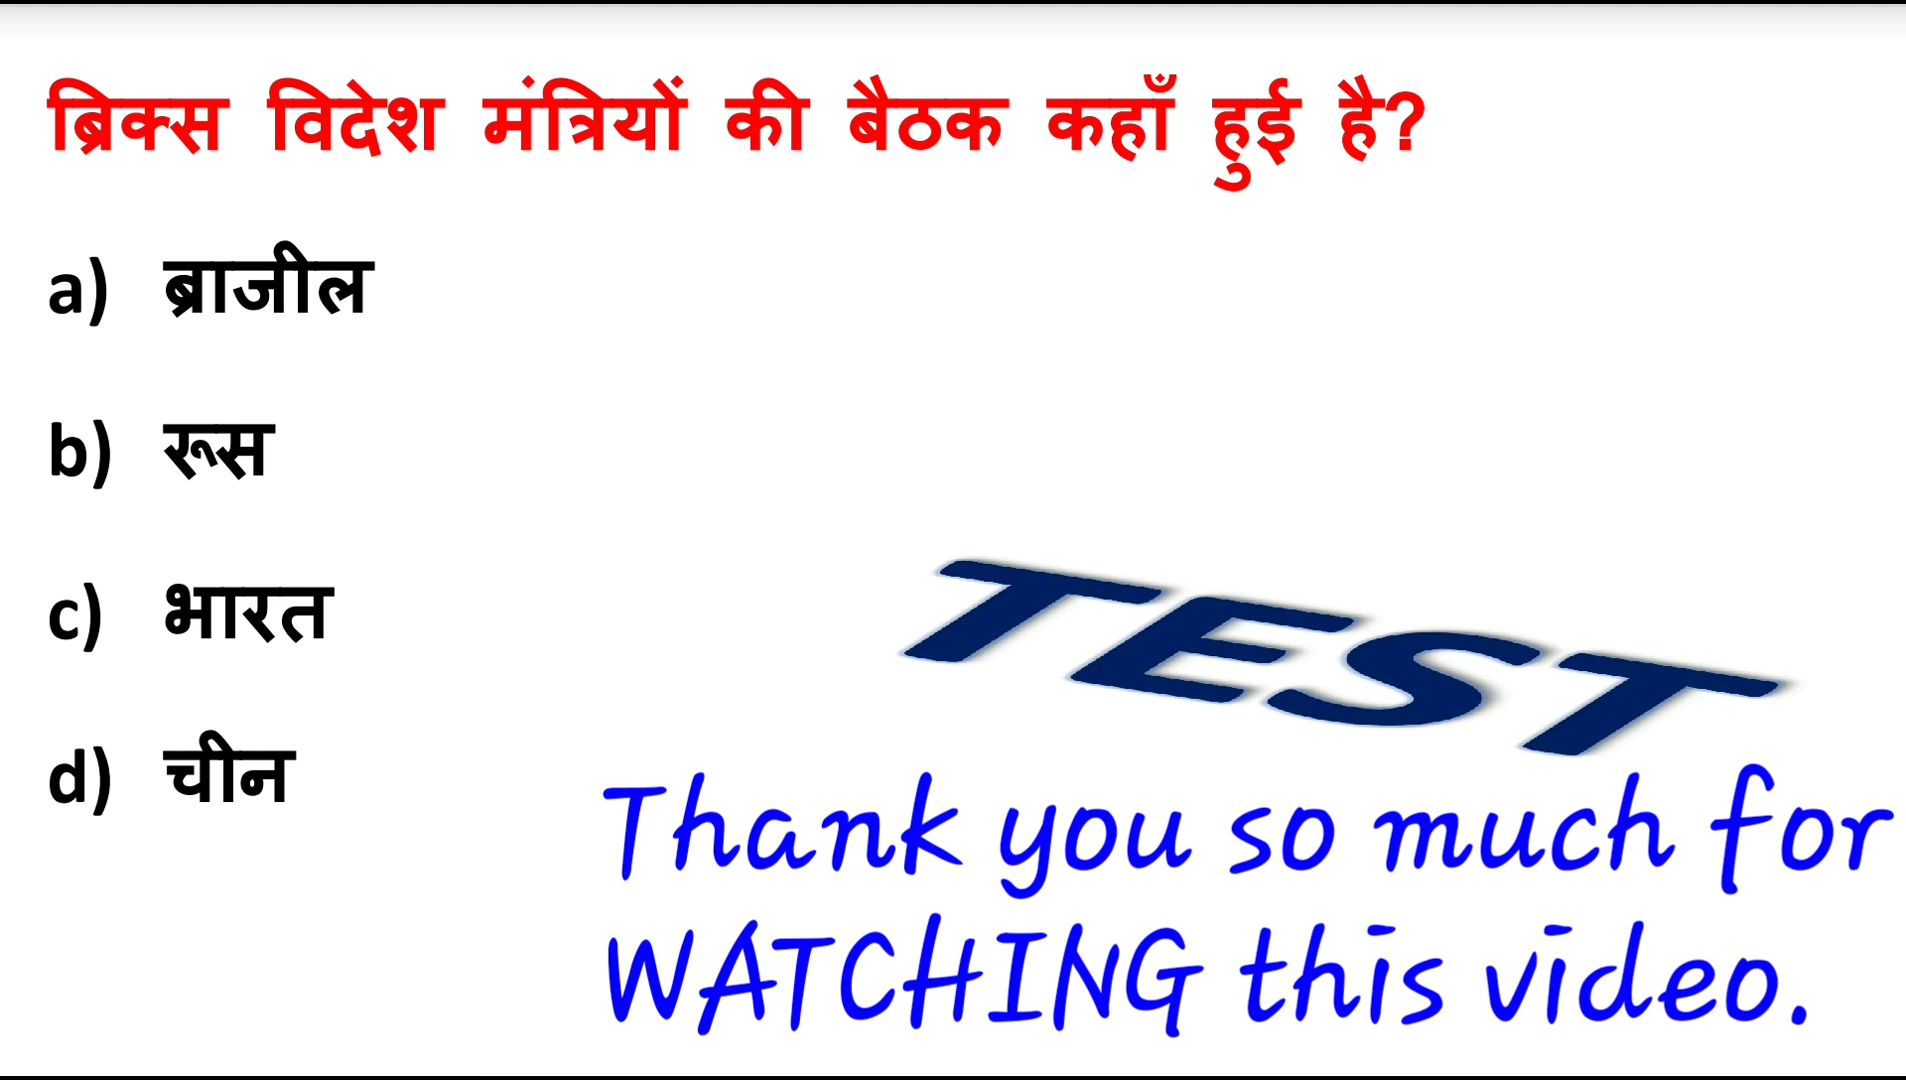 ब्रिक्स विदेश मंत्रियों की बैठक कहाँ हुई है?
a) ब्राजील
b) रूस
c) भारत
d) चीन
TEST
Thank you so much for
WATCHING this video.